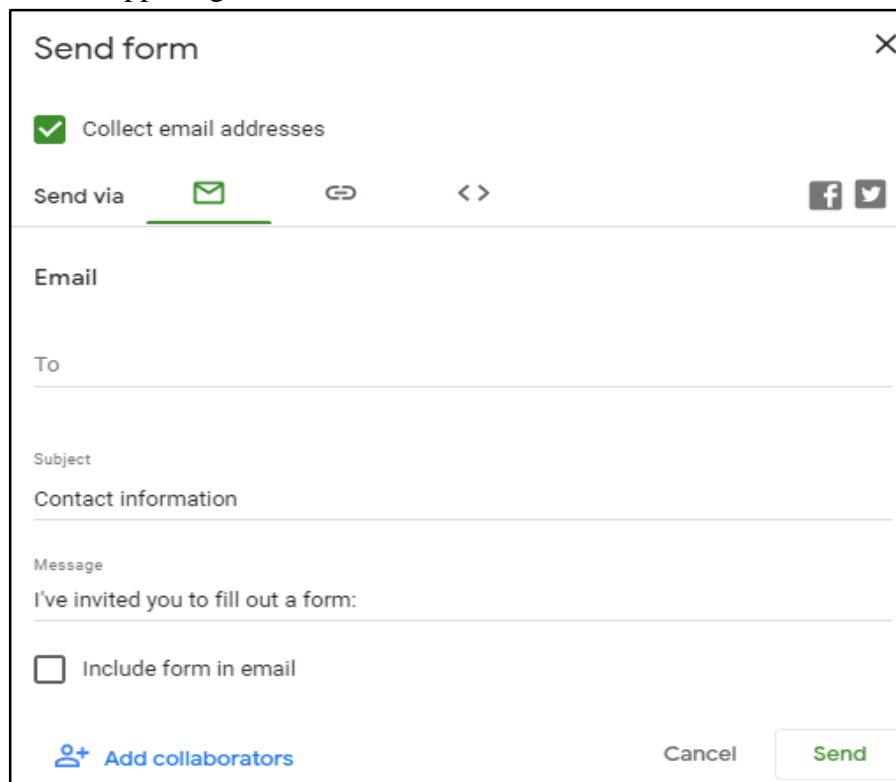 Send form
Collect email addresses
Send via
Email
To
Subject
Contact information
Message
I've invited you to fill out a form:
Include form in email
Add collaborators Cancel Send